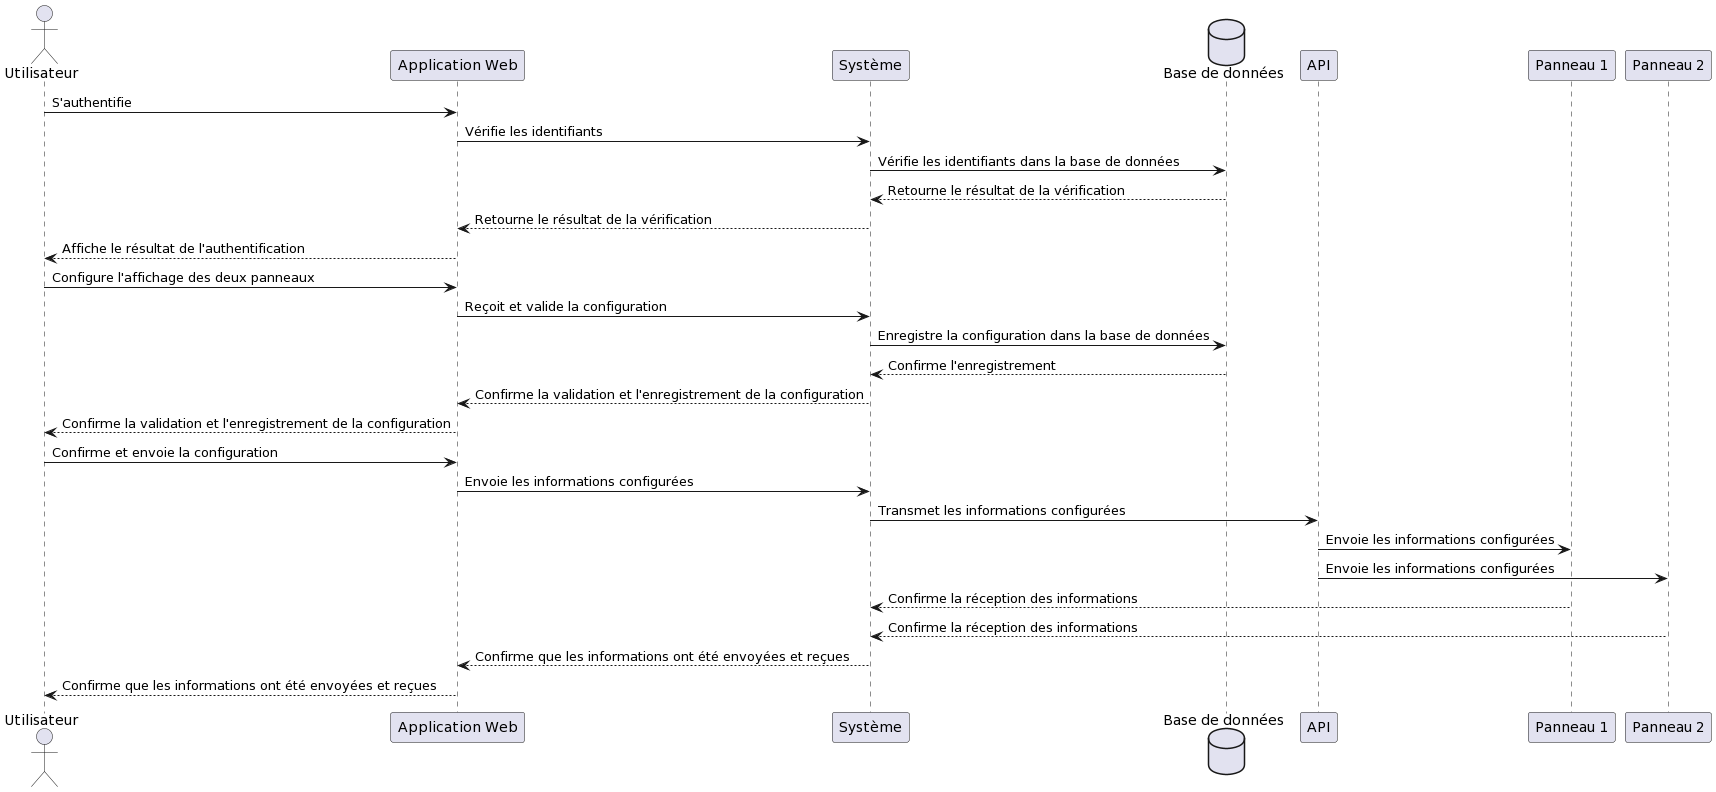 Utilisateur
Application Web
Système
Base de données
API
Panneau 1
Panneau 2
S'authentifie
Vérifie les identifiants
Vérifie les identifiants dans la base de données
Retourne le résultat de la vérification
Retourne le résultat de la vérification
Affiche le résultat de l'authentification
Configure l'affichage des deux panneaux
Reçoit et valide la configuration
Enregistre la configuration dans la base de données
Confirme l'enregistrement
Confirme la validation et l'enregistrement de la configuration
Confirme la validation et l'enregistrement de la configuration
Confirme et envoie la configuration
Envoie les informations configurées
Transmet les informations configurées
Envoie les informations configurées
Envoie les informations configurées
Confirme la réception des informations
Confirme la réception des informations
Confirme que les informations ont été envoyées et reçues
Confirme que les informations ont été envoyées et reçues
Utilisateur
Application Web
Système
Base de données
API
Panneau 1
Panneau 2